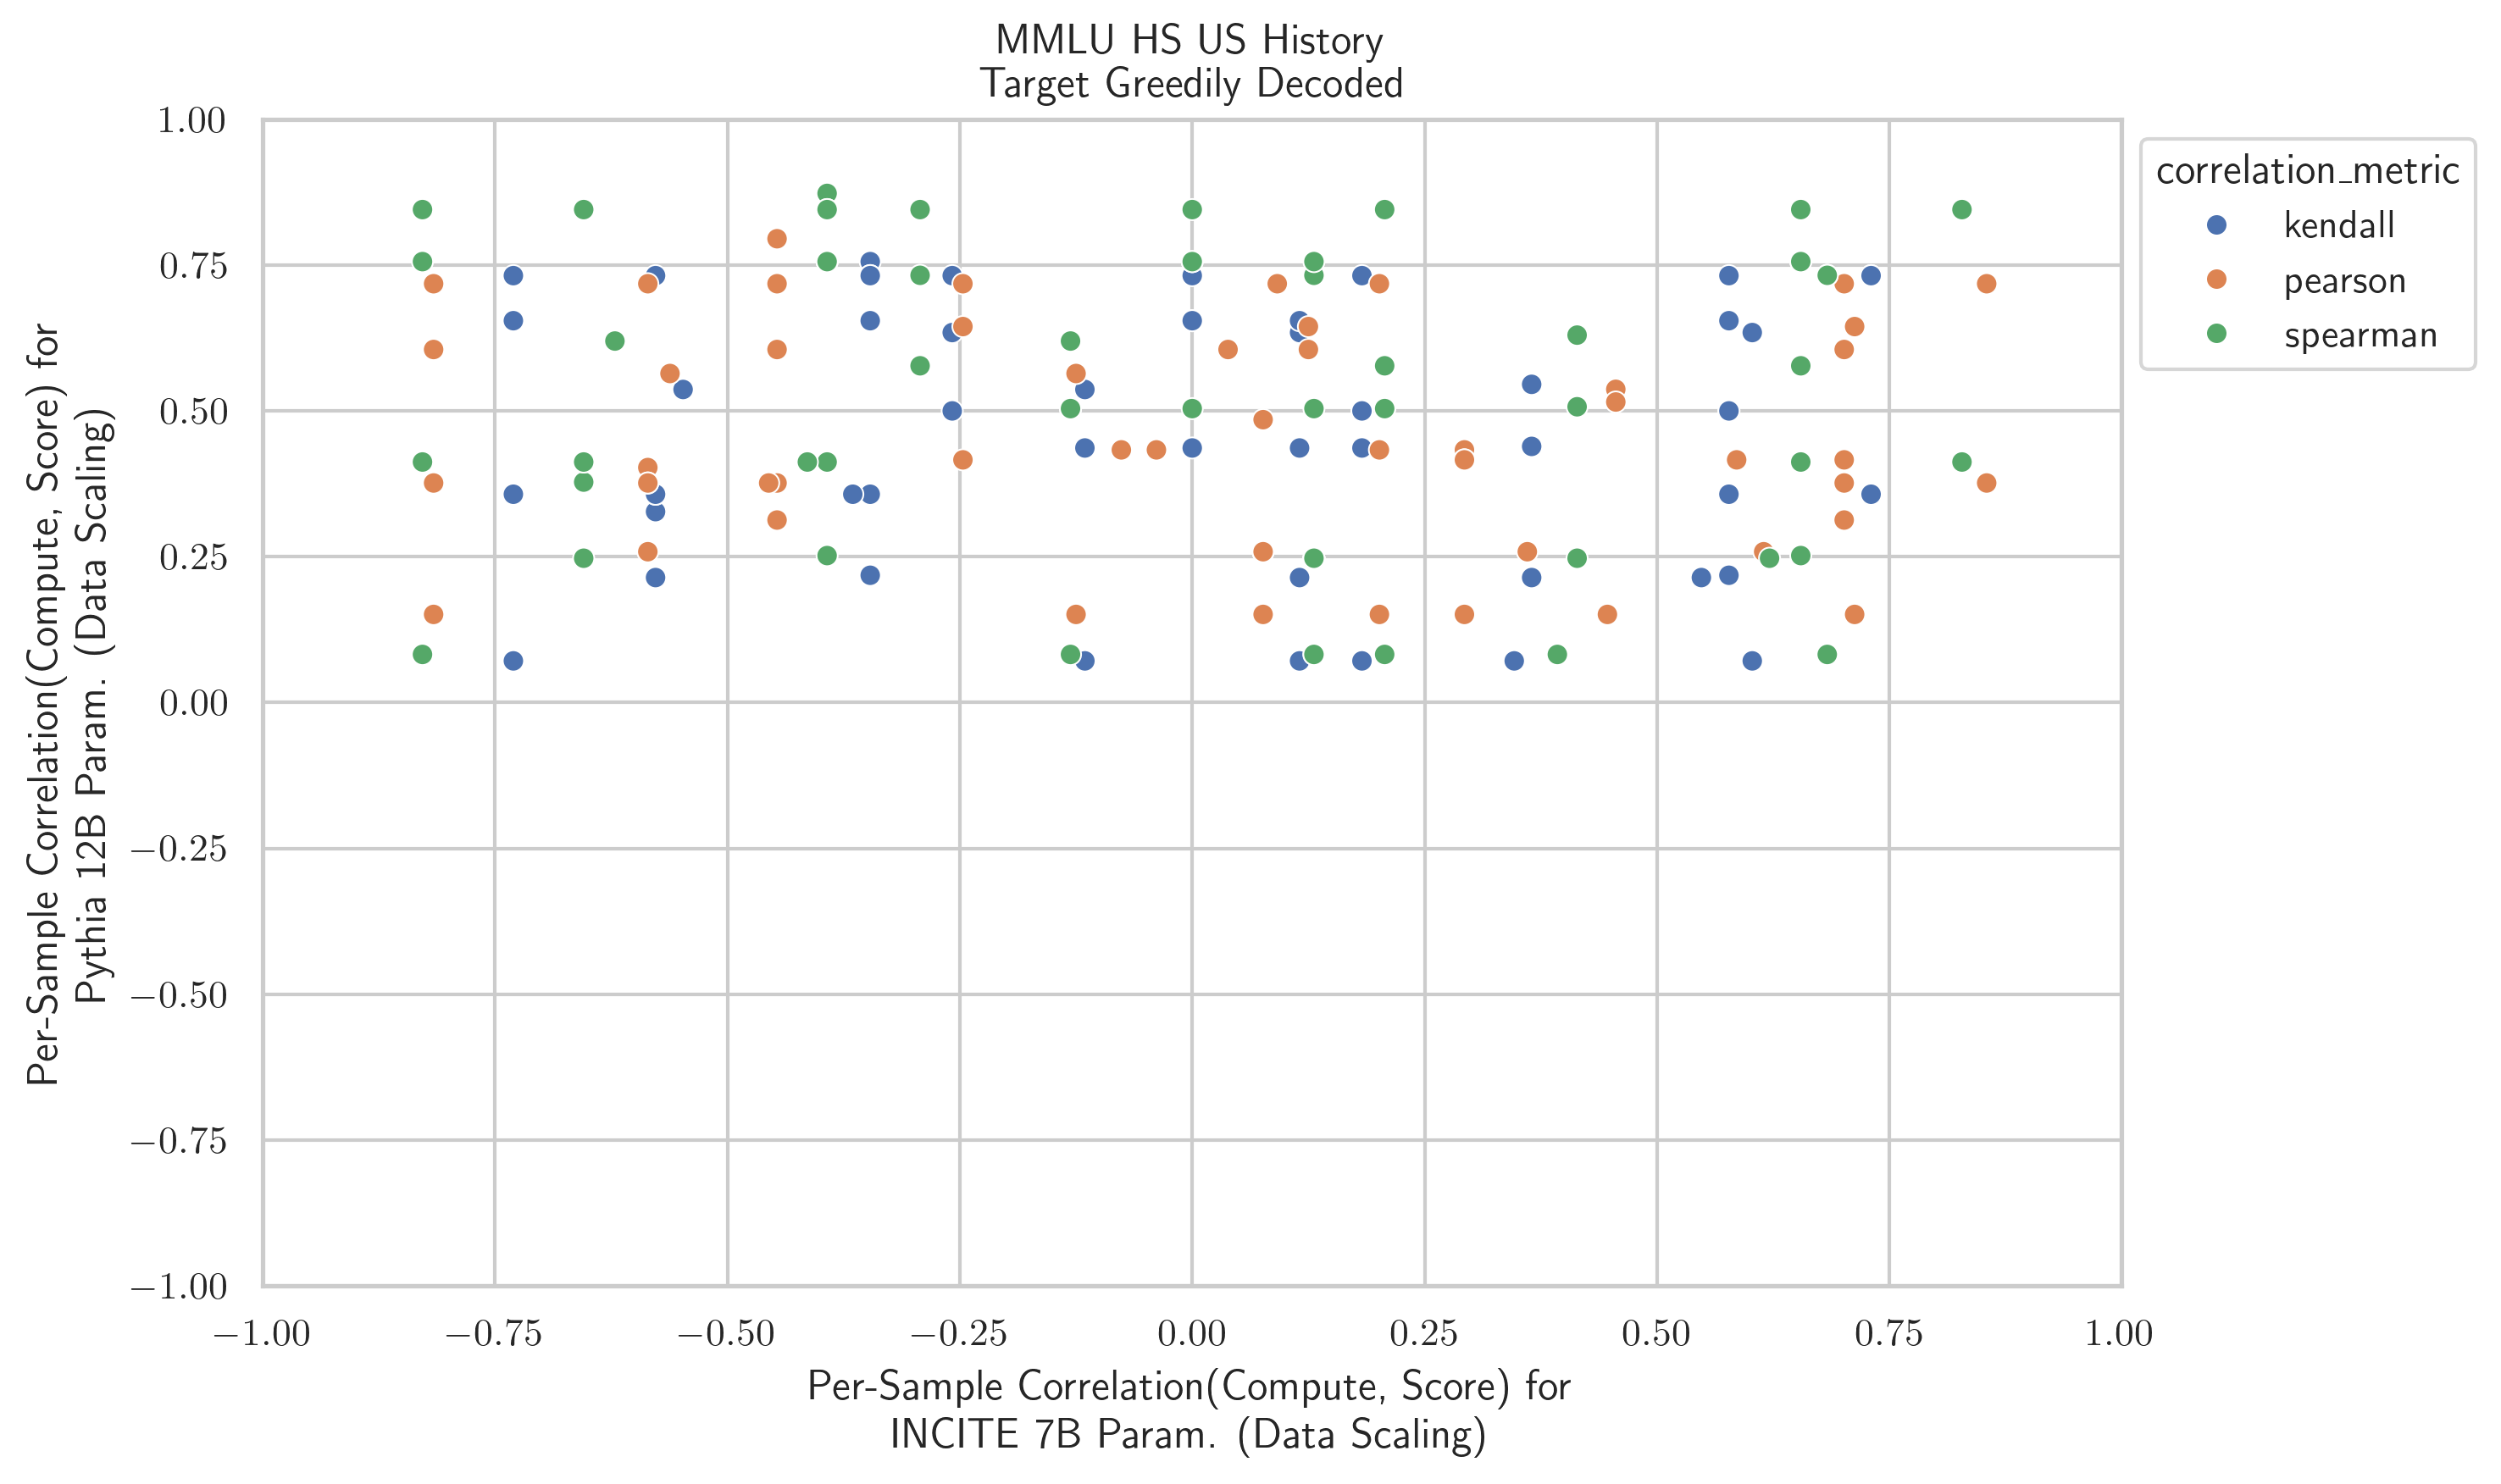 MMLU HS US History
Target Greedily Decoded
Per-Sample Correlation(Compute, Score) for
Pythia 12B Param. (Data Scaling)
1.00
0.75
0.50
0.25
0.00
−0.25
−0.50
−0.75
−1.00
−1.00 −0.75 −0.50 −0.25 0.00 0.25 0.50 0.75 1.00
Per-Sample Correlation(Compute, Score) for
INCITE 7B Param. (Data Scaling)
correlation_metric
kendall
pearson
spearman